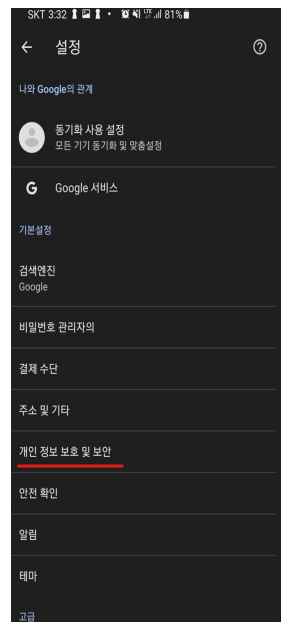 SKT 3:32 81%
설정
나와 Google의 관계
동기화 사용 설정
모든 기기 동기화 및 맞춤설정
G Google 서비스
기본설정
검색엔진
Google
비밀번호 관리자의
결제 수단
주소 및 기타
개인 정보 보호 및 보안
안전 확인
알림
테마
고급